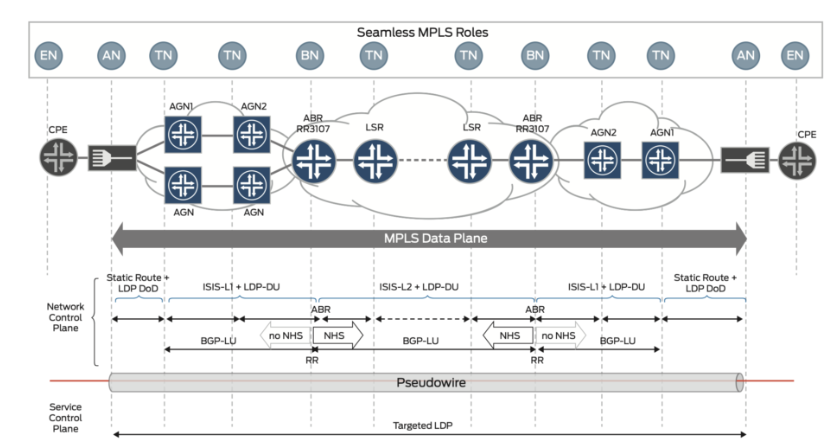 Seamless MPLS Roles
EN AN TN TN BN TN TN BN TN TN AN EN
AGN1 AGN2 ABR RR3107 LSR LSR ABR RR3107 AGN2 AGN1
CPE CPE
AGN AGN
MPLS Data Plane
Network
Control
Plane
Static Route +
LDP DoD
ISIS-L1 + LDP-DU
ISIS-L2 + LDP-DU
ISIS-L1 + LDP-DU
Static Route +
LDP DoD
ABR ABR
BGP-LU no NHS NHS BGP-LU NHS no NHS BGP-LU
RR RR
Pseudowire
Service
Control
Plane
Targeted LDP